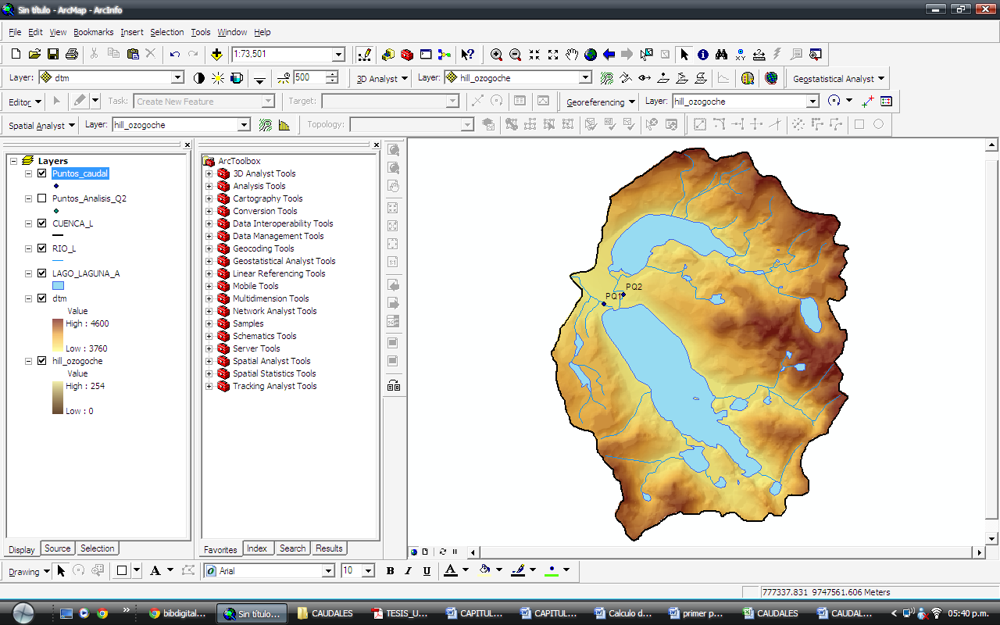 Sin título - ArcMap - ArcInfo
File Edit View Bookmarks Insert Selection Tools Window Help
1:73,501
Layer: dtm 500 3D Analyst Layer: hill_ozogoche Geostatistical Analyst
Editor Task: Create New Feature Target: Georeferencing Layer: hill_ozogoche
Spatial Analyst Layer: hill_ozogoche Topology:
Layers
Puntos_caudal
Puntos_Analisis_Q2
CUENCA_L
RIO_L
LAGO_LAGUNA_A
dtm
Value
High : 4600
Low : 3760
hill_ozogoche
Value
High : 254
Low : 0
Display Source Selection
ArcToolbox
3D Analyst Tools
Analysis Tools
Cartography Tools
Conversion Tools
Data Interoperability Tools
Data Management Tools
Geocoding Tools
Geostatistical Analyst Tools
Linear Referencing Tools
Mobile Tools
Multidimension Tools
Network Analyst Tools
Samples
Schematics Tools
Server Tools
Spatial Analyst Tools
Spatial Statistics Tools
Tracking Analyst Tools
Favorites Index Search Results
1:1
PQ2
PQ1
Drawing A Arial 10 B I U A
777337.831 9747561.606 Meters
bibdigital... Sin título... CAUDALES TESIS_U... CAPITUL... CAPITUL... Calculo d... primer p... CAUDALES CAUDAL... 05:40 p.m.